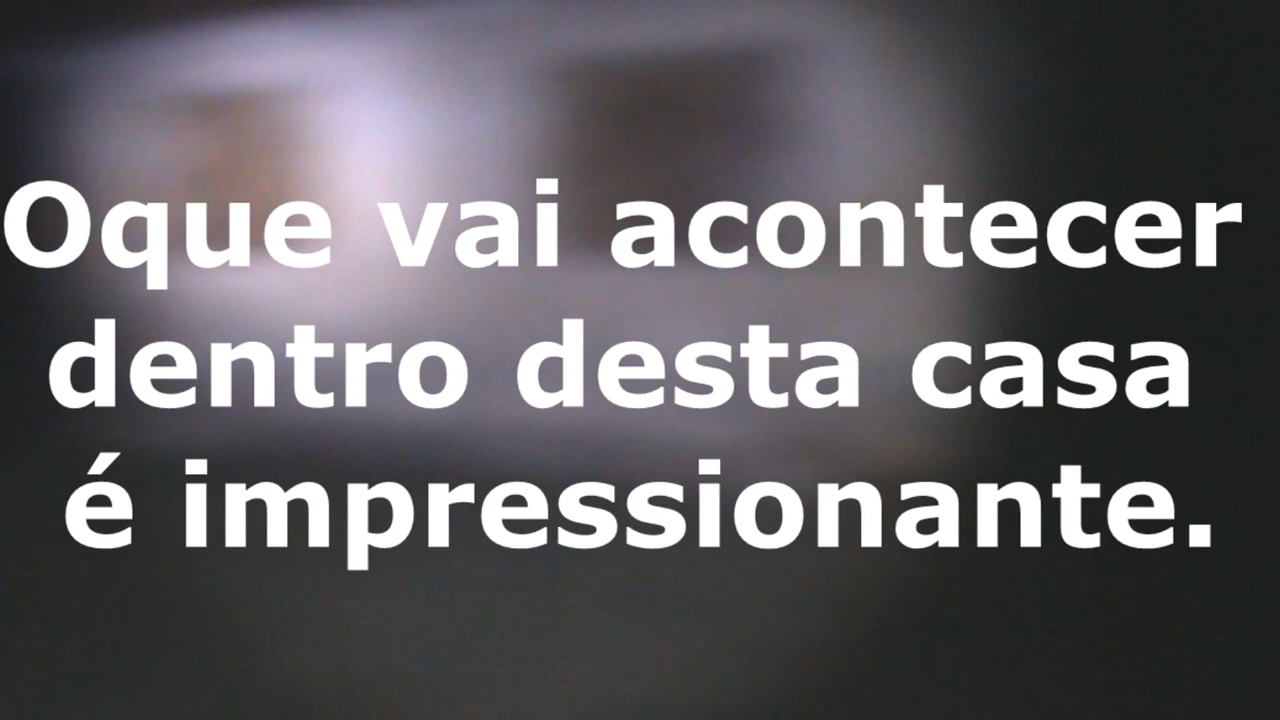 Oque vai acontecer
dentro desta casa
é impressionante.